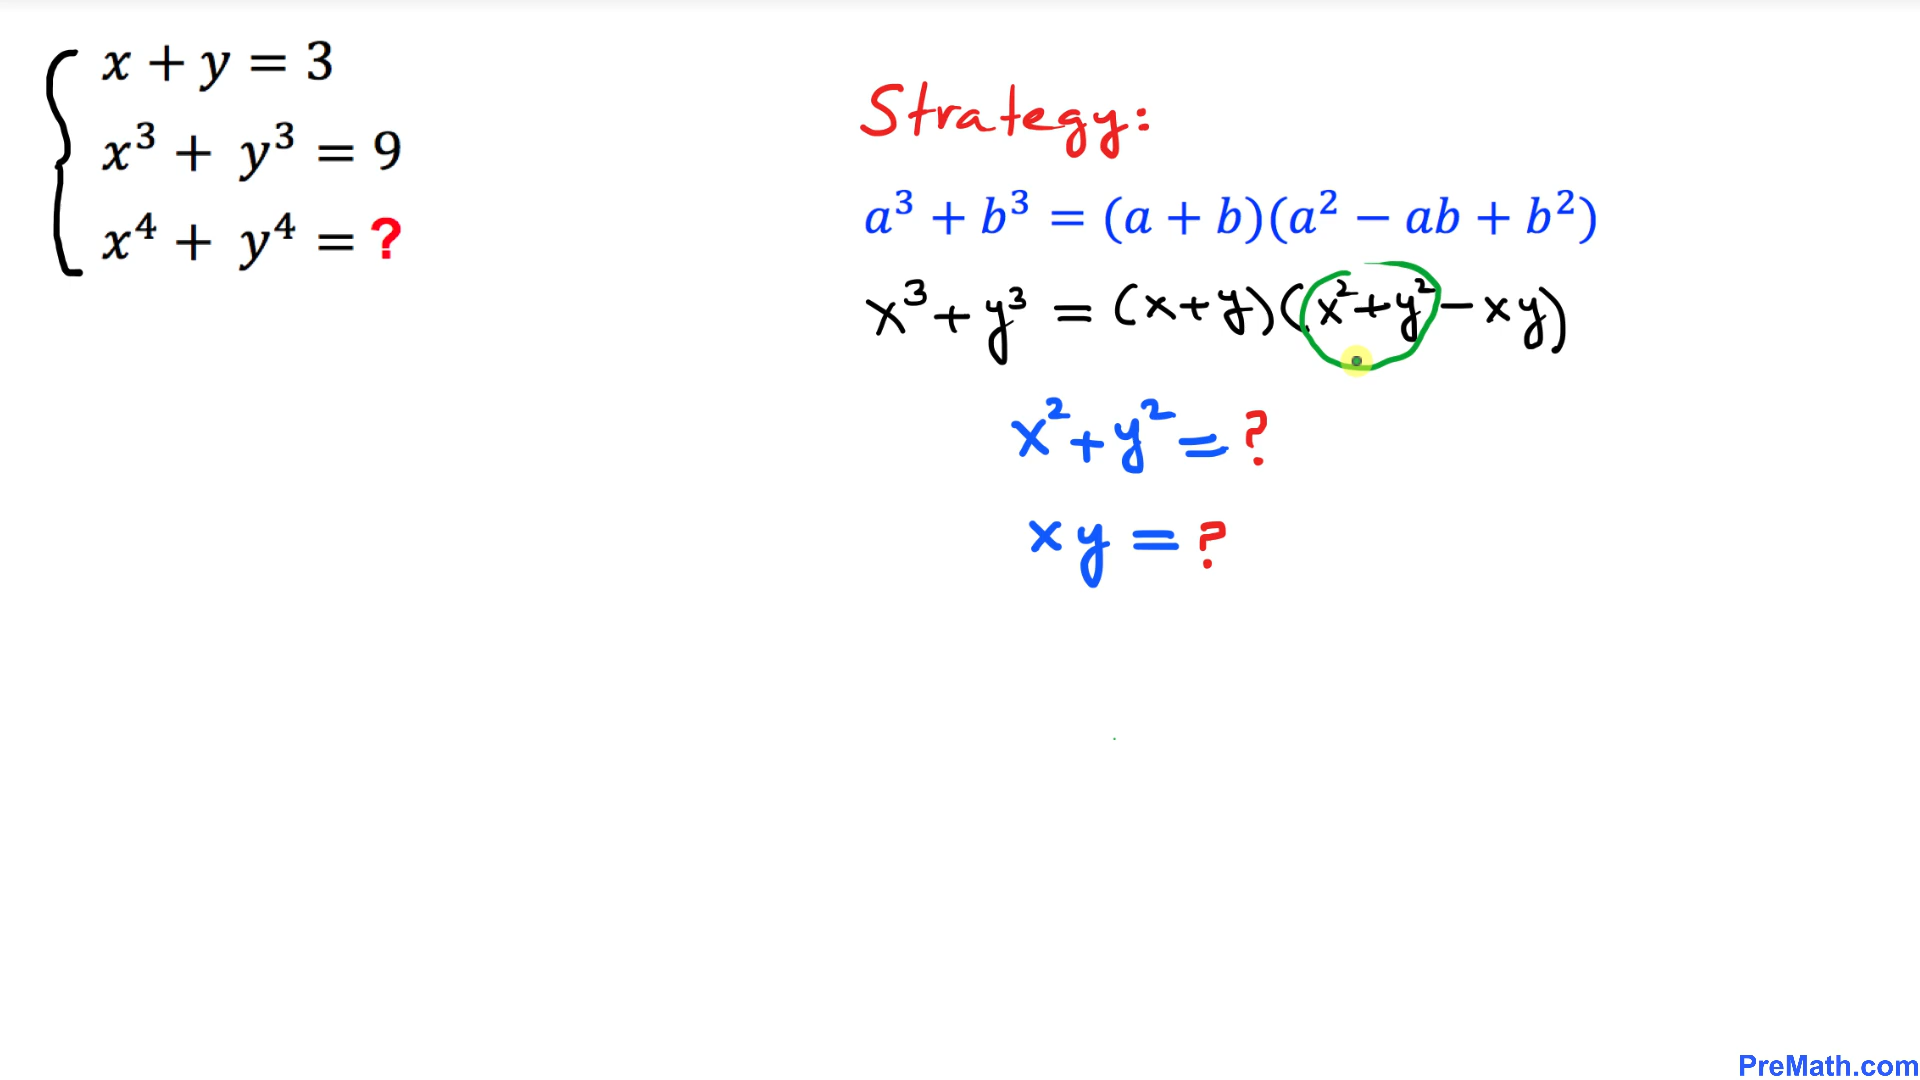 x + y = 3
x³ + y³ = 9
x⁴ + y⁴ = ?
Strategy:
a³ + b³ = (a + b)(a² − ab + b²)
x³ + y³ = (x + y)(x² + y² − xy)
x² + y² = ?
xy = ?
PreMath.com